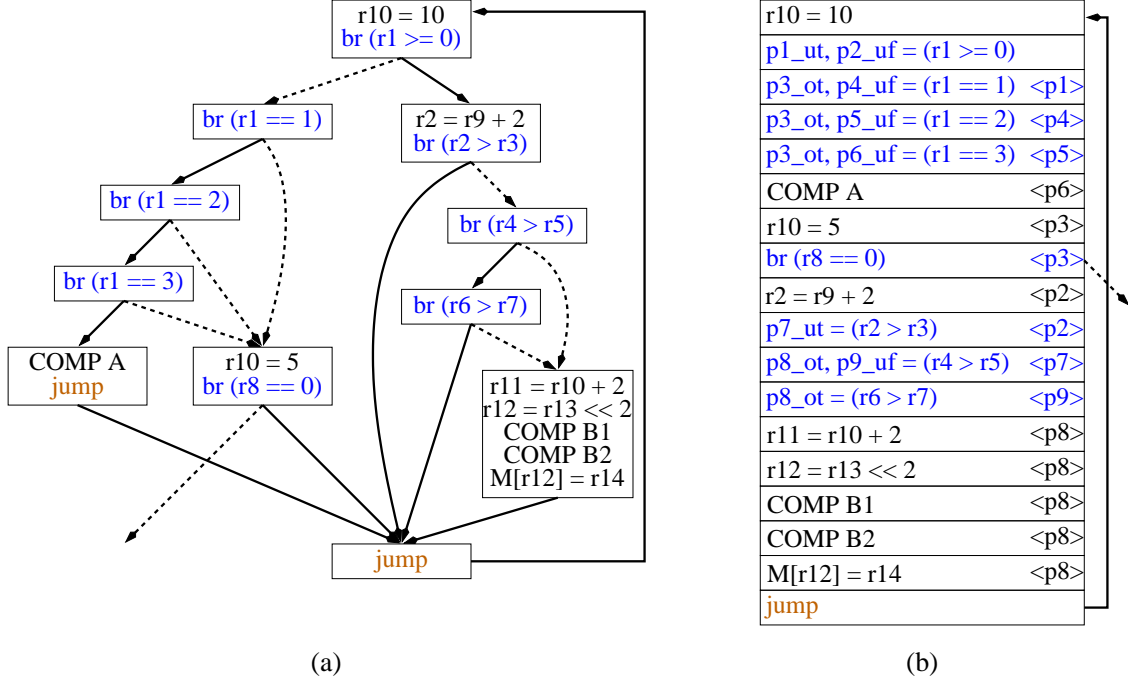 r10 = 10
br (r1 >= 0)
br (r1 == 1)
r2 = r9 + 2
br (r2 > r3)
br (r1 == 2)
br (r4 > r5)
br (r1 == 3)
br (r6 > r7)
COMP A
jump
r10 = 5
br (r8 == 0)
r11 = r10 + 2
r12 = r13 << 2
COMP B1
COMP B2
M[r12] = r14
jump
(a)
r10 = 10
p1_ut, p2_uf = (r1 >= 0)
p3_ot, p4_uf = (r1 == 1) <p1>
p3_ot, p5_uf = (r1 == 2) <p4>
p3_ot, p6_uf = (r1 == 3) <p5>
COMP A <p6>
r10 = 5 <p3>
br (r8 == 0) <p3>
r2 = r9 + 2 <p2>
p7_ut = (r2 > r3) <p2>
p8_ot, p9_uf = (r4 > r5) <p7>
p8_ot = (r6 > r7) <p9>
r11 = r10 + 2 <p8>
r12 = r13 << 2 <p8>
COMP B1 <p8>
COMP B2 <p8>
M[r12] = r14 <p8>
jump
(b)